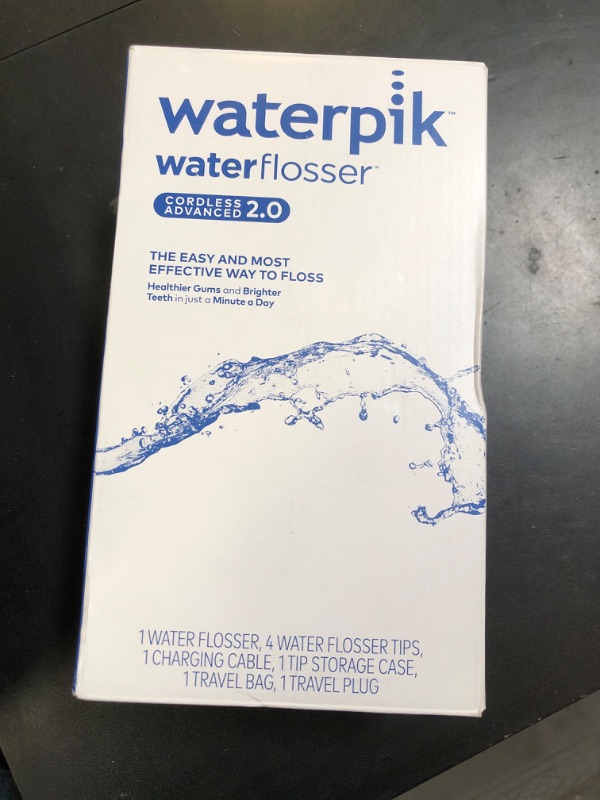 waterpik™
waterflosser™
CORDLESS
ADVANCED 2.0
THE EASY AND MOST
EFFECTIVE WAY TO FLOSS
Healthier Gums and Brighter
Teeth in just a Minute a Day
1 WATER FLOSSER, 4 WATER FLOSSER TIPS,
1 CHARGING CABLE, 1 TIP STORAGE CASE,
1 TRAVEL BAG, 1 TRAVEL PLUG